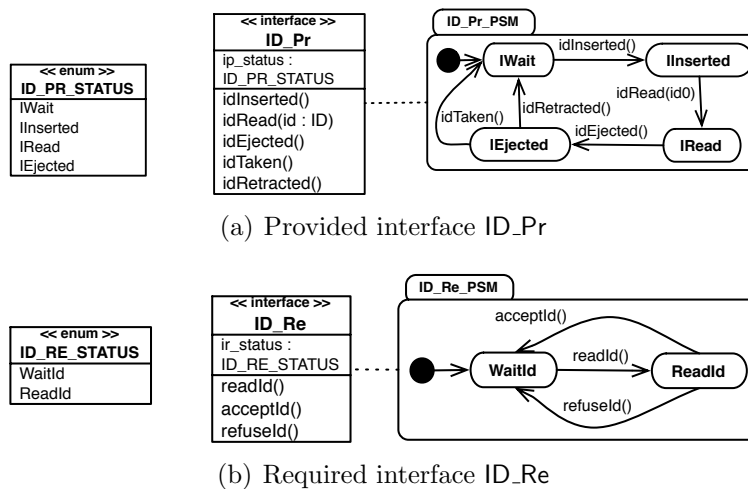 << enum >>
ID_PR_STATUS
IWait
IInserted
IRead
IEjected
<< interface >>
ID_Pr
ip_status :
ID_PR_STATUS
idInserted()
idRead(id : ID)
idEjected()
idTaken()
idRetracted()
ID_Pr_PSM
IWait
idInserted()
IInserted
idRead(id0)
idRetracted()
idTaken()
idEjected()
IEjected
IRead
(a) Provided interface ID_Pr
<< enum >>
ID_RE_STATUS
WaitId
ReadId
<< interface >>
ID_Re
ir_status :
ID_RE_STATUS
readId()
acceptId()
refuseId()
ID_Re_PSM
acceptId()
WaitId
readId()
ReadId
refuseId()
(b) Required interface ID_Re